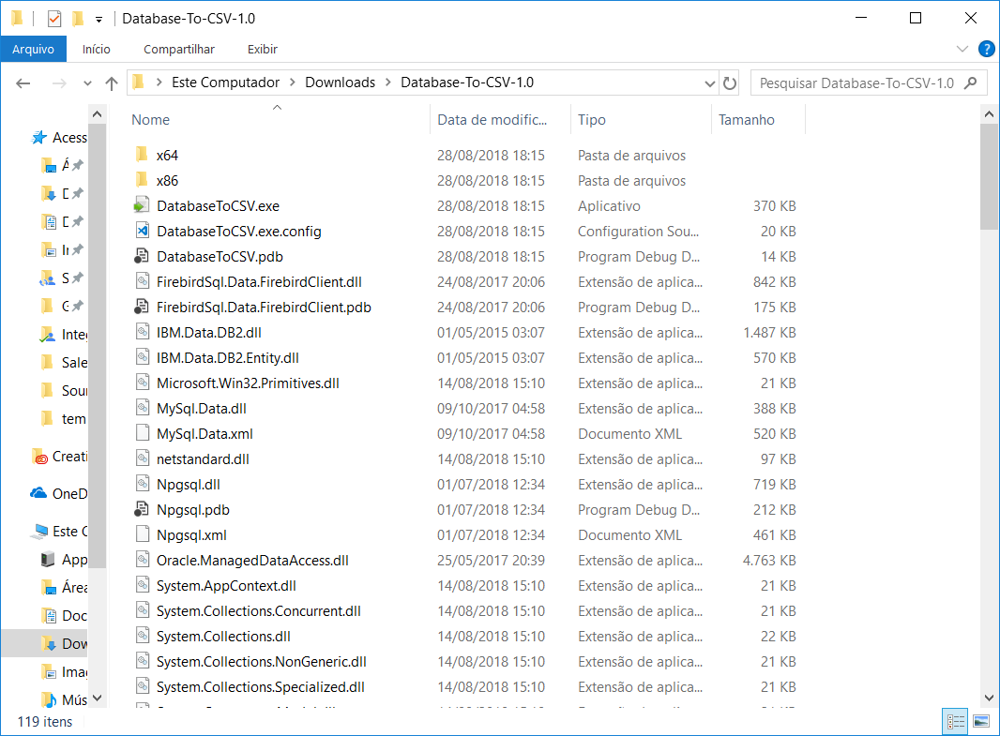 Database-To-CSV-1.0
Arquivo Início Compartilhar Exibir
Este Computador Downloads Database-To-CSV-1.0 Pesquisar Database-To-CSV-1.0
Nome Data de modific... Tipo Tamanho
x64 28/08/2018 18:15 Pasta de arquivos
x86 28/08/2018 18:15 Pasta de arquivos
DatabaseToCSV.exe 28/08/2018 18:15 Aplicativo 370 KB
DatabaseToCSV.exe.config 28/08/2018 18:15 Configuration Sou... 20 KB
DatabaseToCSV.pdb 28/08/2018 18:15 Program Debug D... 14 KB
FirebirdSql.Data.FirebirdClient.dll 24/08/2017 20:06 Extensão de aplica... 842 KB
FirebirdSql.Data.FirebirdClient.pdb 24/08/2017 20:06 Program Debug D... 175 KB
IBM.Data.DB2.dll 01/05/2015 03:07 Extensão de aplica... 1.487 KB
IBM.Data.DB2.Entity.dll 01/05/2015 03:07 Extensão de aplica... 570 KB
Microsoft.Win32.Primitives.dll 14/08/2018 15:10 Extensão de aplica... 21 KB
MySql.Data.dll 09/10/2017 04:58 Extensão de aplica... 388 KB
MySql.Data.xml 09/10/2017 04:58 Documento XML 520 KB
netstandard.dll 14/08/2018 15:10 Extensão de aplica... 97 KB
Npgsql.dll 01/07/2018 12:34 Extensão de aplica... 719 KB
Npgsql.pdb 01/07/2018 12:34 Program Debug D... 212 KB
Npgsql.xml 01/07/2018 12:34 Documento XML 461 KB
Oracle.ManagedDataAccess.dll 25/05/2017 20:39 Extensão de aplica... 4.763 KB
System.AppContext.dll 14/08/2018 15:10 Extensão de aplica... 21 KB
System.Collections.Concurrent.dll 14/08/2018 15:10 Extensão de aplica... 21 KB
System.Collections.dll 14/08/2018 15:10 Extensão de aplica... 22 KB
System.Collections.NonGeneric.dll 14/08/2018 15:10 Extensão de aplica... 21 KB
System.Collections.Specialized.dll 14/08/2018 15:10 Extensão de aplica... 21 KB
Acess
Á
D
D
Ir
S
G
Integ
Sale
Sour
tem
Creati
OneD
Este C
App
Área
Doc
Dow
Imag
Mús
119 itens